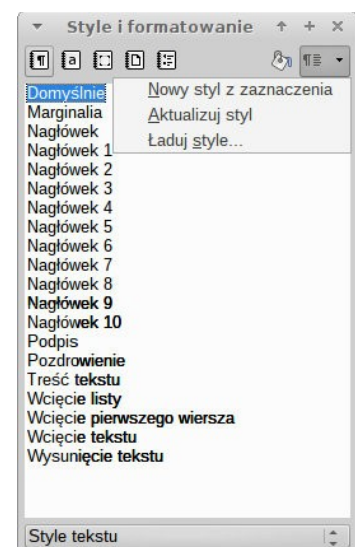 Style i formatowanie
Nowy styl z zaznaczenia
Aktualizuj styl
Ładuj style...
Domyślnie
Marginalia
Nagłówek
Nagłówek 1
Nagłówek 2
Nagłówek 3
Nagłówek 4
Nagłówek 5
Nagłówek 6
Nagłówek 7
Nagłówek 8
Nagłówek 9
Nagłówek 10
Podpis
Pozdrowienie
Treść tekstu
Wcięcie listy
Wcięcie pierwszego wiersza
Wcięcie tekstu
Wysunięcie tekstu
Style tekstu